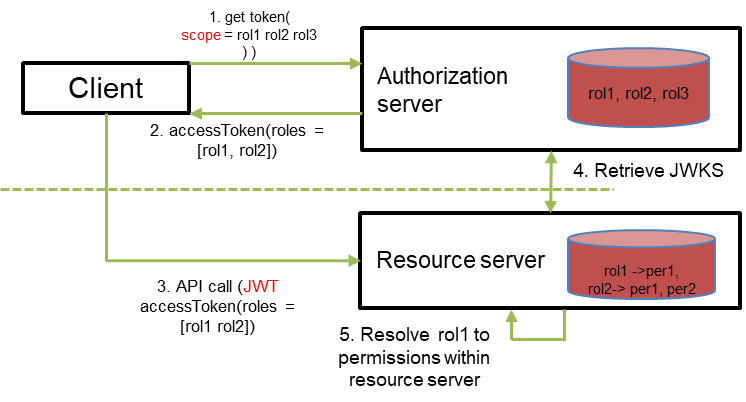 1. get token(
scope = rol1 rol2 rol3
) )
Client
Authorization
server
rol1, rol2, rol3
2. accessToken(roles =
[rol1, rol2])
4. Retrieve JWKS
Resource server
rol1 ->per1,
rol2-> per1, per2
3. API call (JWT
accessToken(roles =
[rol1 rol2])
5. Resolve rol1 to
permissions within
resource server